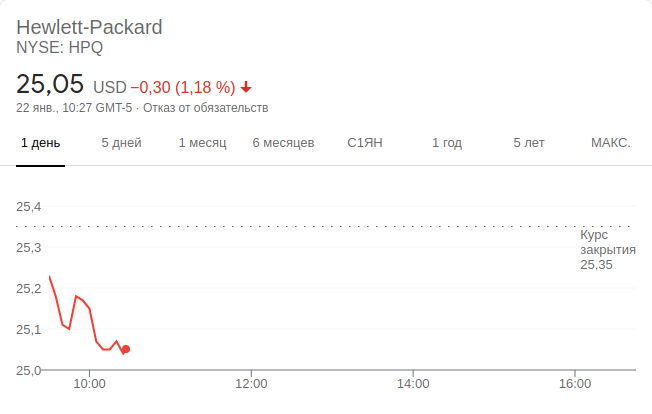 Hewlett-Packard
NYSE: HPQ
25,05 USD −0,30 (1,18 %)
22 янв., 10:27 GMT-5 · Отказ от обязательств
1 день 5 дней 1 месяц 6 месяцев С1ЯН 1 год 5 лет МАКС.
25,4
25,3
25,2
25,1
25,0
Курс
закрытия
25,35
10:00 12:00 14:00 16:00